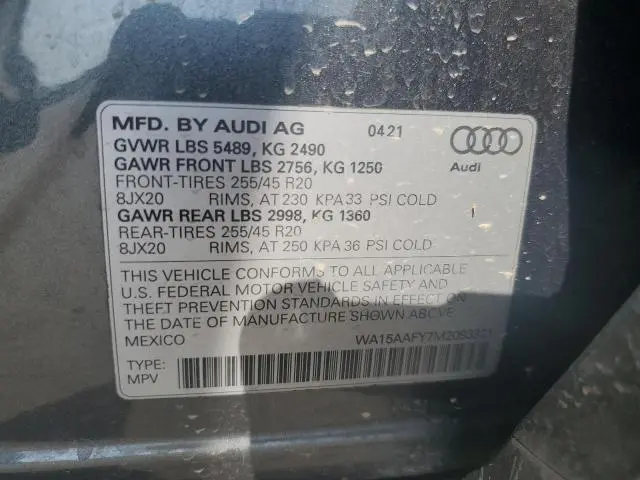 MFD. BY AUDI AG 0421
GVWR LBS 5489, KG 2490
GAWR FRONT LBS 2756, KG 1250
Audi
FRONT-TIRES 255/45 R20
8JX20 RIMS, AT 230 KPA 33 PSI COLD
GAWR REAR LBS 2998, KG 1360
REAR-TIRES 255/45 R20
8JX20 RIMS, AT 250 KPA 36 PSI COLD
THIS VEHICLE CONFORMS TO ALL APPLICABLE
U.S. FEDERAL MOTOR VEHICLE SAFETY AND
THEFT PREVENTION STANDARDS IN EFFECT ON
THE DATE OF MANUFACTURE SHOWN ABOVE.
MEXICO
TYPE:
MPV